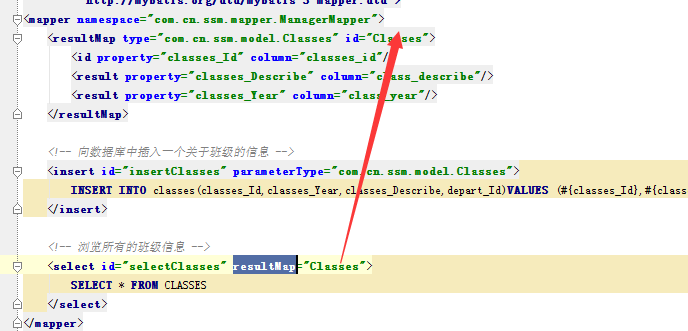 http://mybatis.org/dtd/mybatis-3-mapper.dtd">
<mapper namespace="com.cn.ssm.mapper.ManagerMapper">
<resultMap type="com.cn.ssm.model.Classes" id="Classes">
<id property="classes_Id" column="classes_id"/>
<result property="classes_Describe" column="class_describe"/>
<result property="classes_Year" column="class_year"/>
</resultMap>
<!-- 向数据库中插入一个关于班级的信息 -->
<insert id="insertClasses" parameterType="com.cn.ssm.model.Classes">
INSERT INTO classes(classes_Id,classes_Year,classes_Describe,depart_Id)VALUES (#{classes_Id},#{class
</insert>
<!-- 浏览所有的班级信息 -->
<select id="selectClasses" resultMap="Classes">
SELECT * FROM CLASSES
</select>
</mapper>